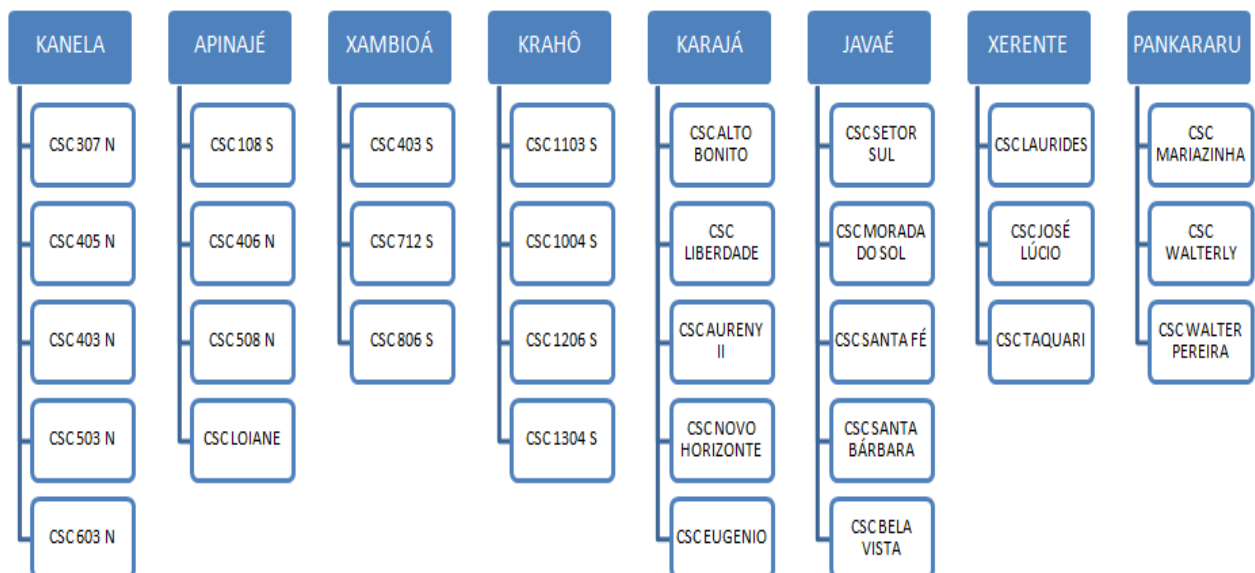 KANELA
CSC 307 N
CSC 405 N
CSC 403 N
CSC 503 N
CSC 603 N
APINAJÉ
CSC 108 S
CSC 406 N
CSC 508 N
CSC LOIANE
XAMBIOÁ
CSC 403 S
CSC 712 S
CSC 806 S
KRAHÔ
CSC 1103 S
CSC 1004 S
CSC 1206 S
CSC 1304 S
KARAJÁ
CSC ALTO
BONITO
CSC
LIBERDADE
CSC AURENY
II
CSC NOVO
HORIZONTE
CSC EUGENIO
JAVAÉ
CSC SETOR
SUL
CSC MORADA
DO SOL
CSC SANTA FÉ
CSC SANTA
BÁRBARA
CSC BELA
VISTA
XERENTE
CSC LAURIDES
CSC JOSÉ
LÚCIO
CSC TAQUARI
PANKARARU
CSC
MARIAZINHA
CSC
WALTERLY
CSC WALTER
PEREIRA